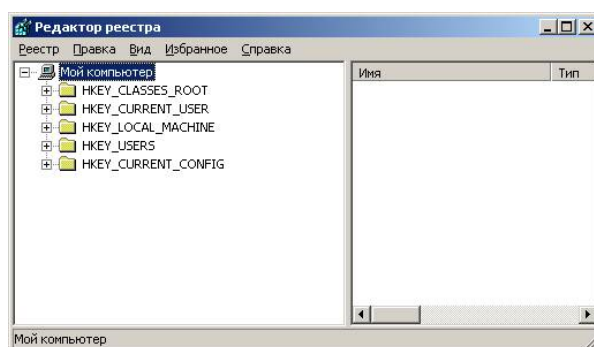 Редактор реестра
Реестр Правка Вид Избранное Справка
Мой компьютер
HKEY_CLASSES_ROOT
HKEY_CURRENT_USER
HKEY_LOCAL_MACHINE
HKEY_USERS
HKEY_CURRENT_CONFIG
Имя Тип
Мой компьютер